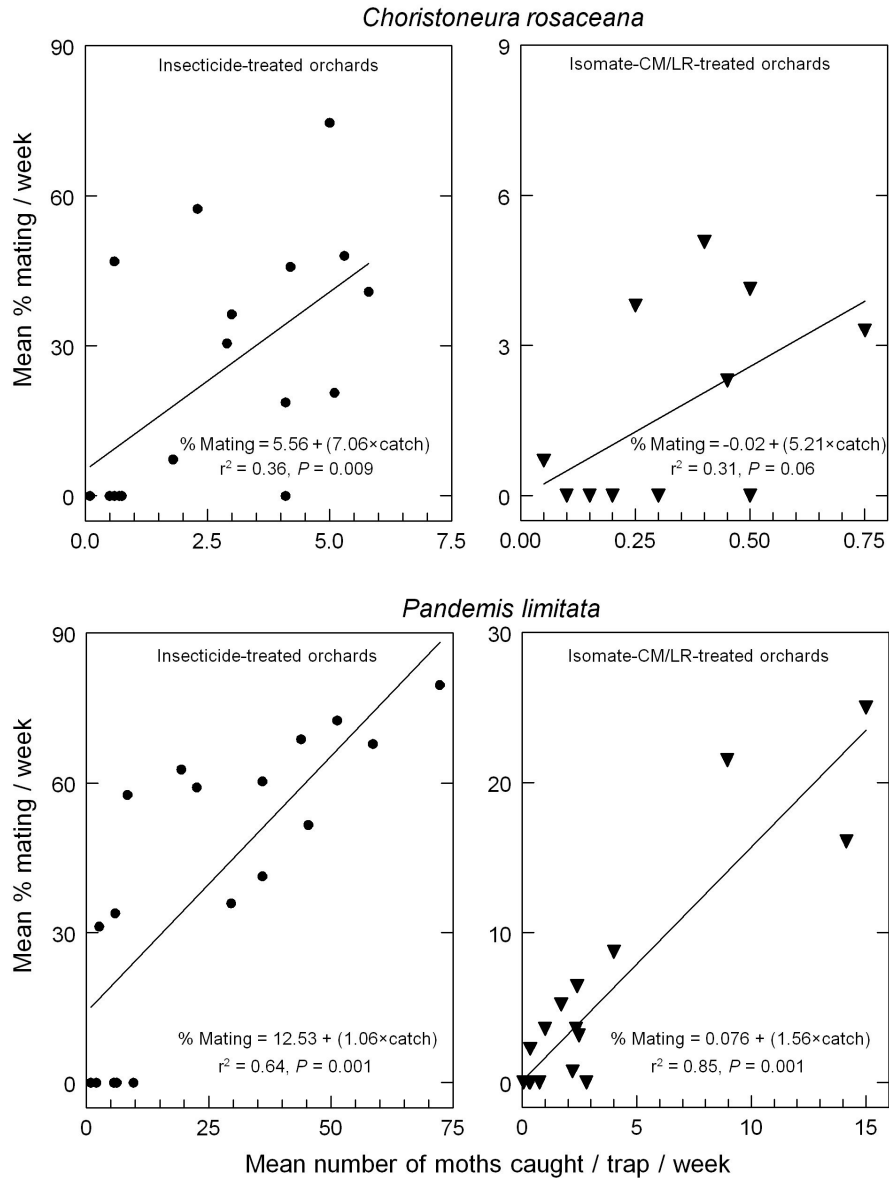 Choristoneura rosaceana
Mean % mating / week
90
60
30
0
Insecticide-treated orchards
% Mating = 5.56 + (7.06×catch)
r² = 0.36, P = 0.009
0.0 2.5 5.0 7.5
9
6
3
0
Isomate-CM/LR-treated orchards
% Mating = -0.02 + (5.21×catch)
r² = 0.31, P = 0.06
0.00 0.25 0.50 0.75
Pandemis limitata
Mean % mating / week
90
60
30
0
Insecticide-treated orchards
% Mating = 12.53 + (1.06×catch)
r² = 0.64, P = 0.001
0 25 50 75
30
20
10
0
Isomate-CM/LR-treated orchards
% Mating = 0.076 + (1.56×catch)
r² = 0.85, P = 0.001
0 5 10 15
Mean number of moths caught / trap / week